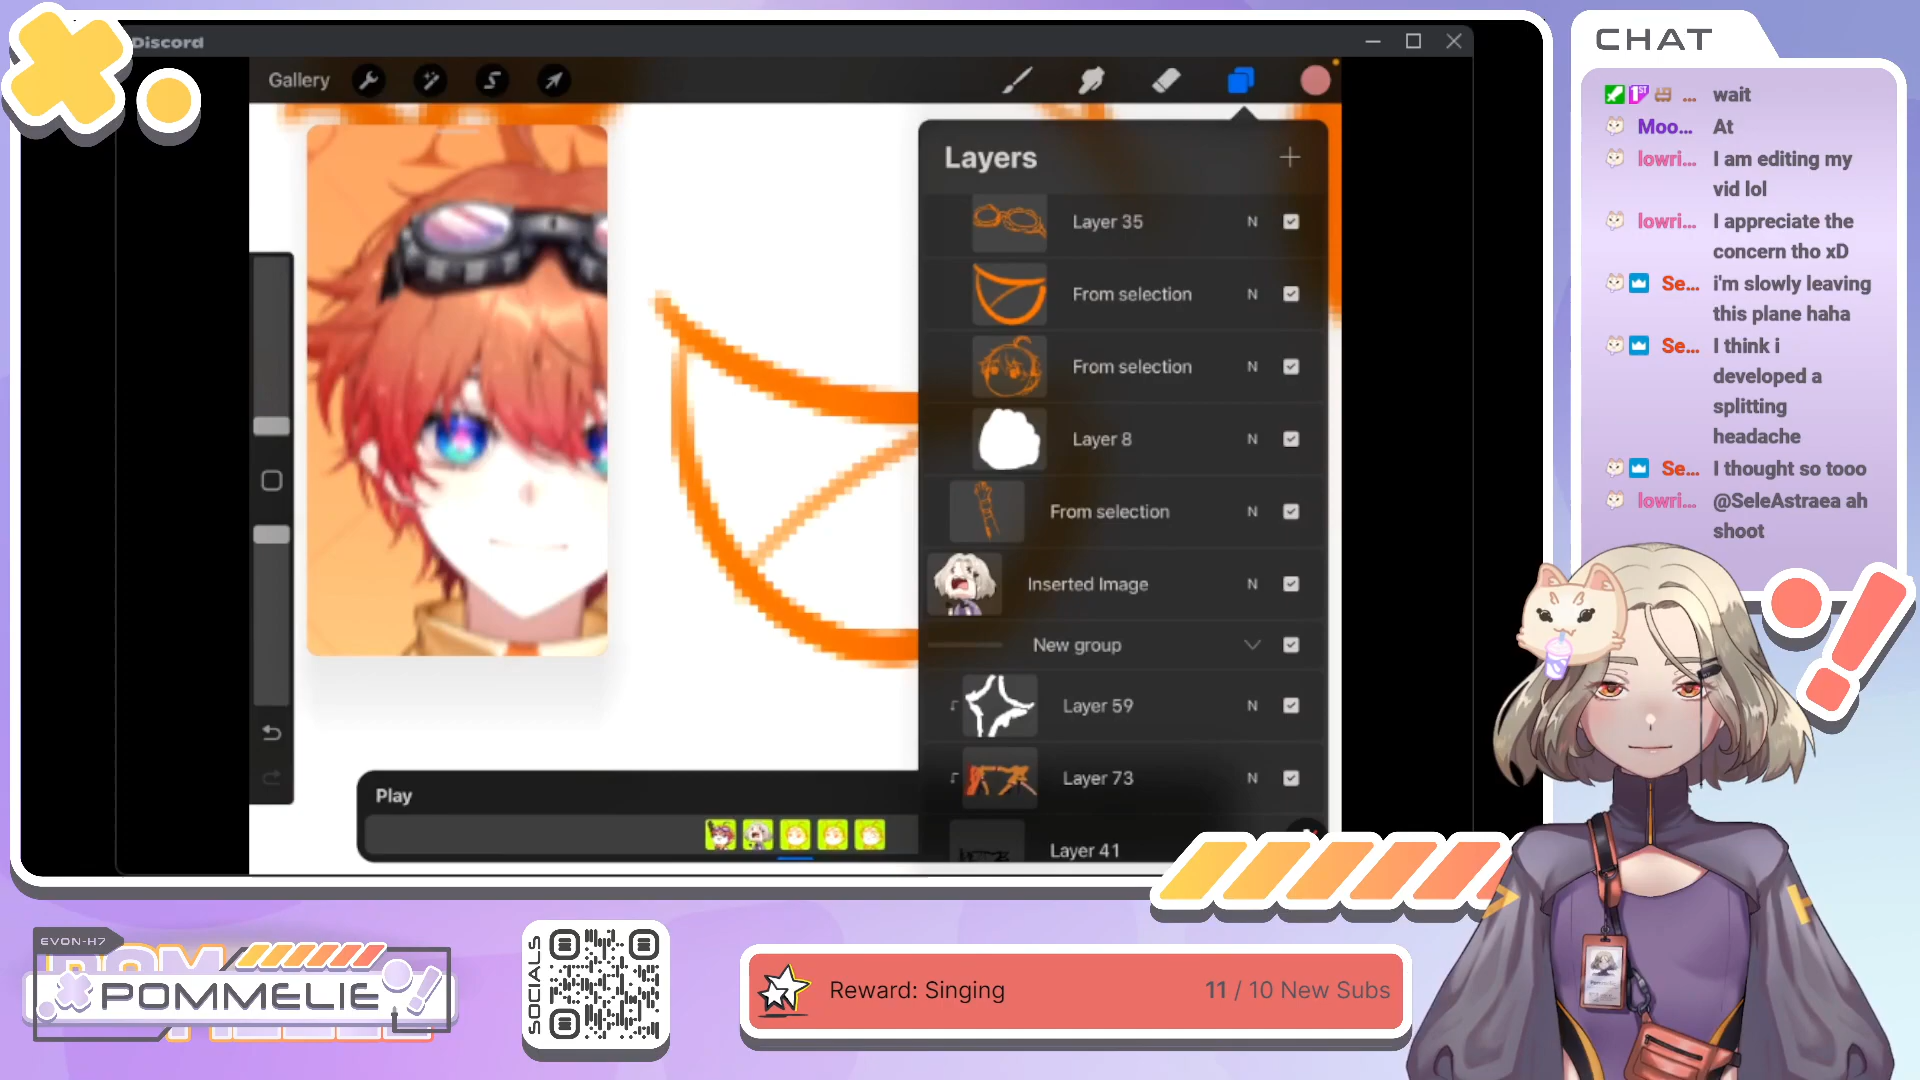 Discord
Gallery
Layers
Layer 35 N
From selection N
From selection N
Layer 8 N
From selection N
Inserted Image N
New group
Layer 59 N
Layer 73 N
Layer 41
Play
CHAT
1ST ... wait
Moo... At
lowri... I am editing my
vid lol
lowri... I appreciate the
concern tho xD
Se... i'm slowly leaving
this plane haha
Se... I think i
developed a
splitting
headache
Se... I thought so tooo
lowri... @SeleAstraea ah
shoot
EVON-H7
POMMELIE
SOCIALS
Reward: Singing 11 / 10 New Subs